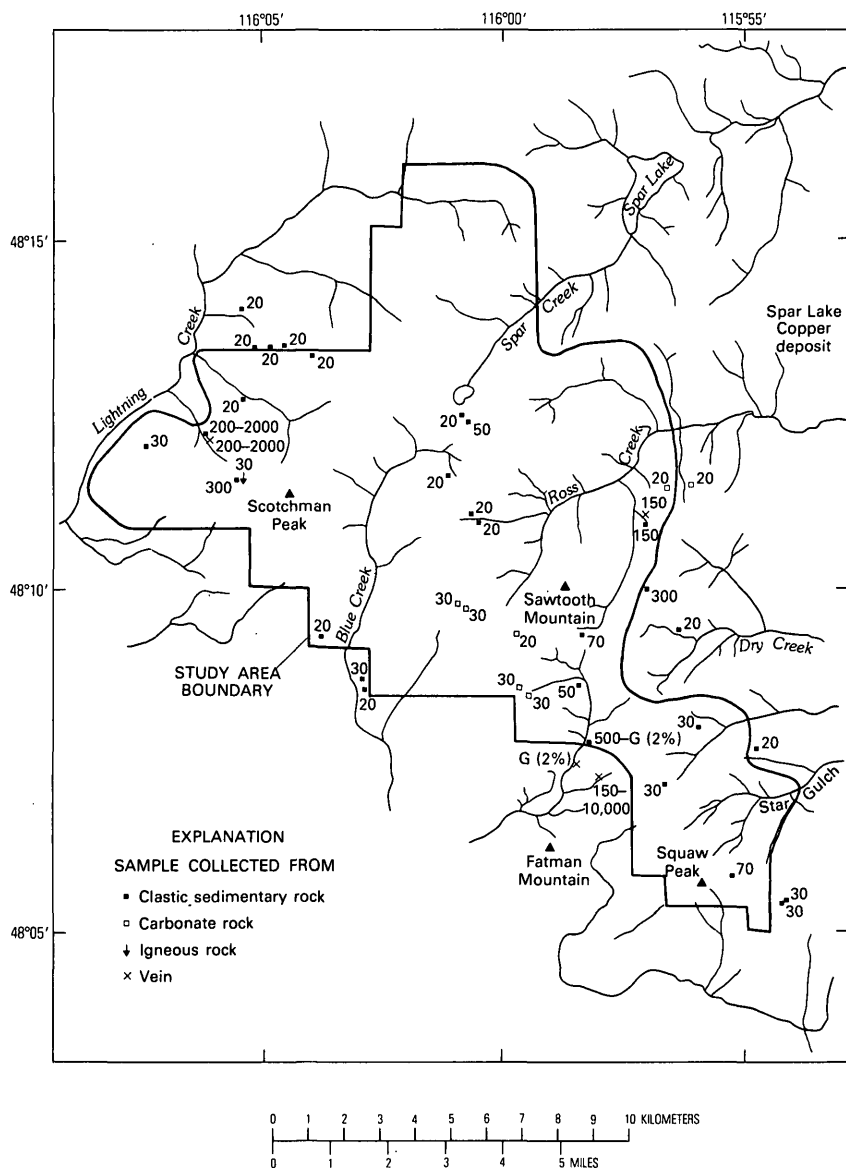 116°05'
116°00'
115°55'
48°15'
48°10'
48°05'
Spar Lake
Spar Creek
Spar Lake
Copper
deposit
Lightning Creek
20
20
20
20
20
20
200–2000
200–2000
30
30
300
Scotchman
Peak
20
50
20
20
20
Ross Creek
20
150
20
150
Blue Creek
30
30
Sawtooth
Mountain
300
20
Dry Creek
20
STUDY AREA
BOUNDARY
20
70
30
20
30
30
50
30
20
500–G (2%)
G (2%)
150–
10,000
30
Star Gulch
Fatman
Mountain
Squaw
Peak
70
30
30
EXPLANATION
SAMPLE COLLECTED FROM
Clastic sedimentary rock
Carbonate rock
Igneous rock
Vein
0 1 2 3 4 5 6 7 8 9 10 KILOMETERS
0 1 2 3 4 5 MILES